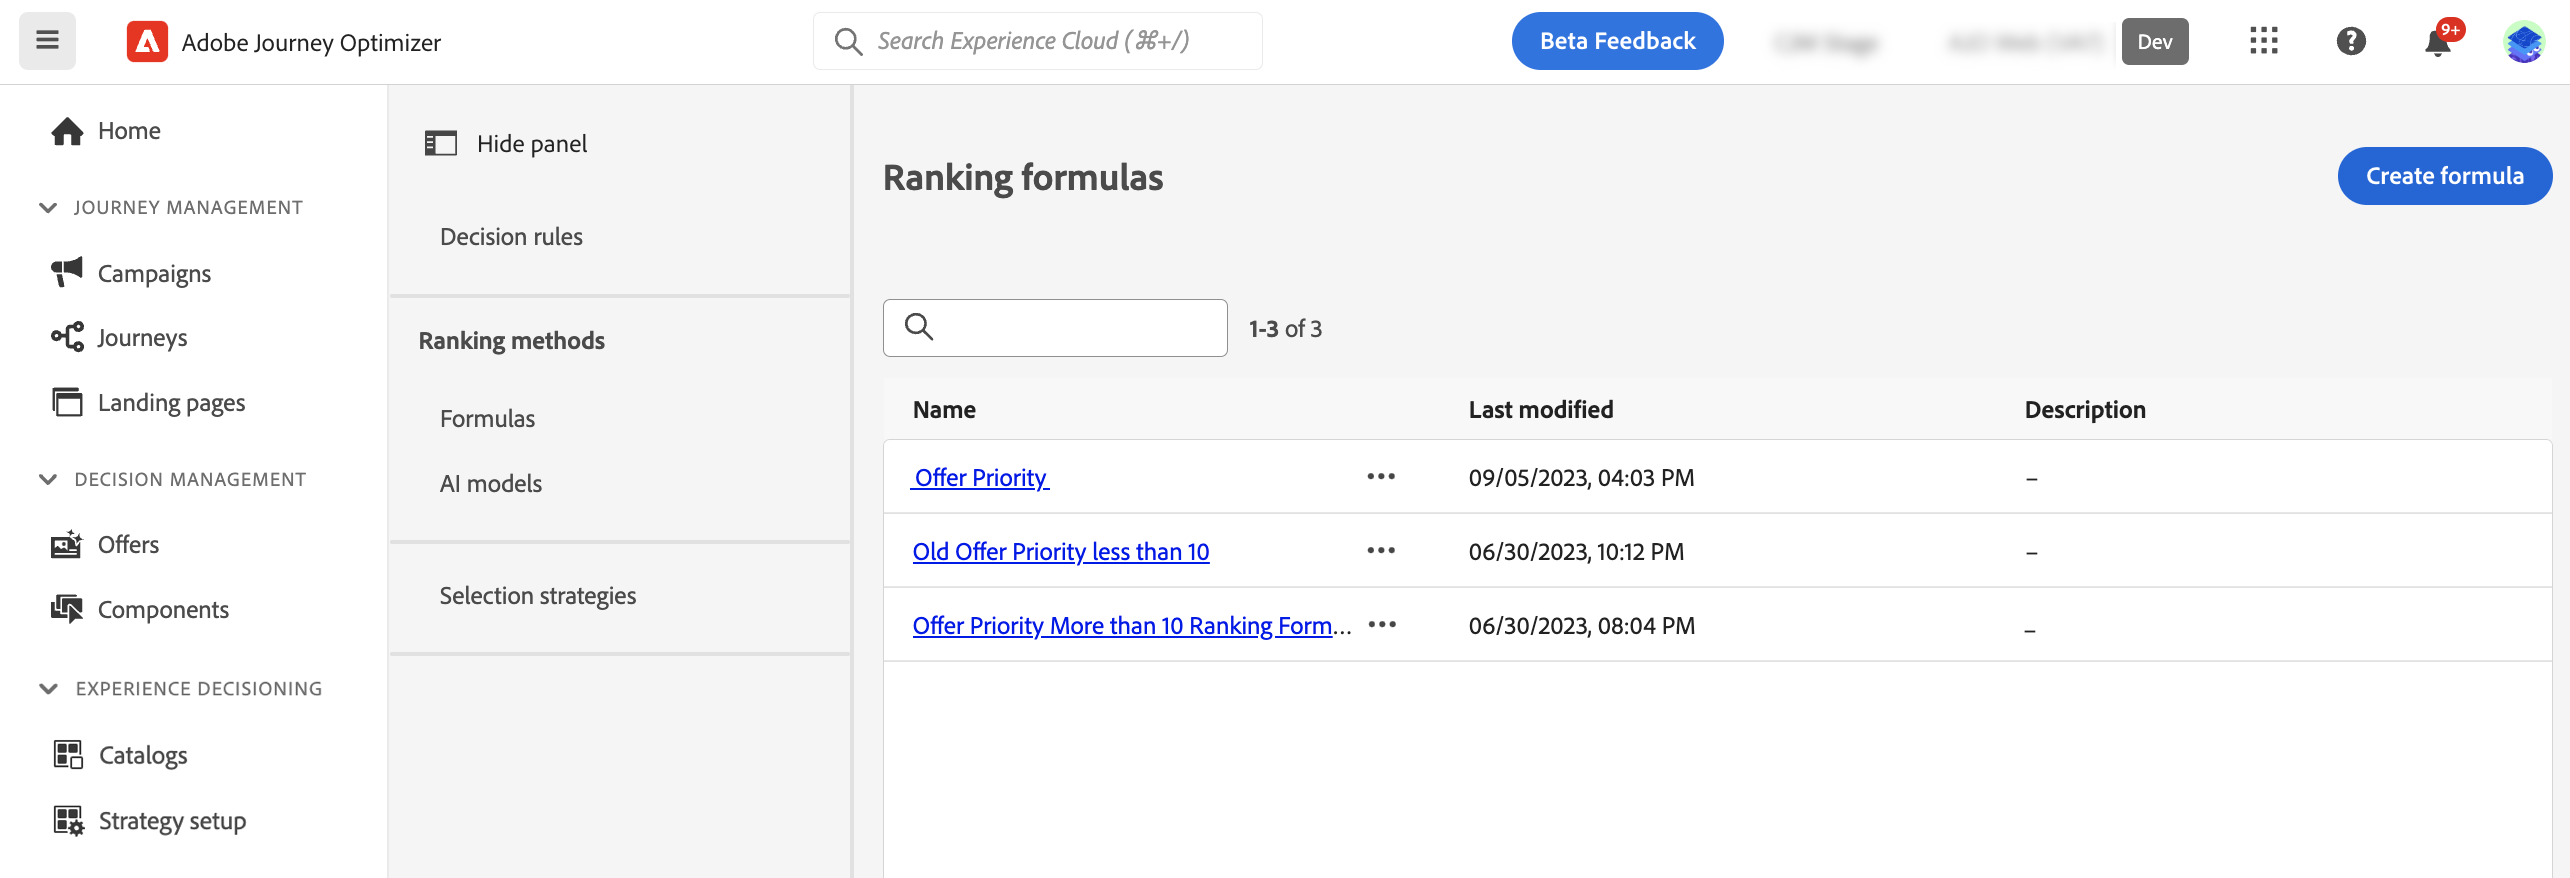 Adobe Journey Optimizer
Search Experience Cloud (⌘+/)
Beta Feedback
Dev
9+
Home
JOURNEY MANAGEMENT
Campaigns
Journeys
Landing pages
DECISION MANAGEMENT
Offers
Components
EXPERIENCE DECISIONING
Catalogs
Strategy setup
Hide panel
Decision rules
Ranking methods
Formulas
AI models
Selection strategies
Ranking formulas
Create formula
1-3 of 3
Name Last modified Description
Offer Priority ••• 09/05/2023, 04:03 PM –
Old Offer Priority less than 10 ••• 06/30/2023, 10:12 PM –
Offer Priority More than 10 Ranking Form... ••• 06/30/2023, 08:04 PM –